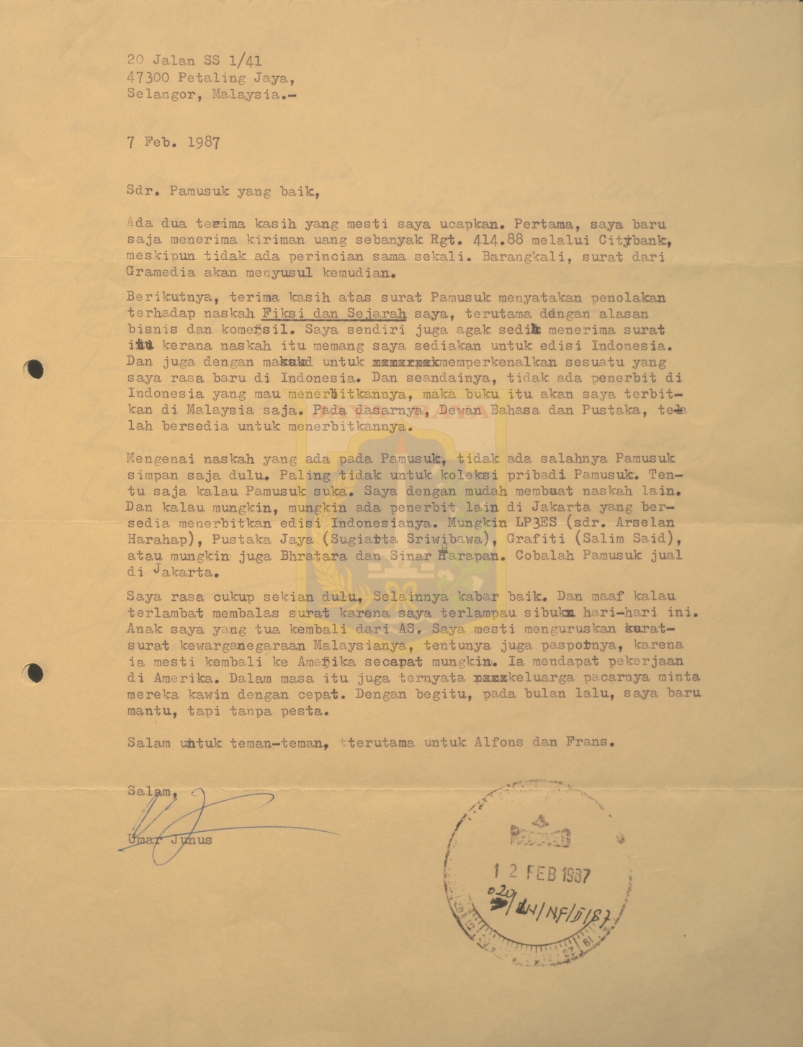 20 Jalan SS 1/41
47300 Petaling Jaya,
Selangor, Malaysia.-
7 Feb. 1987
Sdr. Pamusuk yang baik,
Ada dua terima kasih yang mesti saya ucapkan. Pertama, saya baru
saja menerima kiriman uang sebanyak Rgt. 414.88 melalui Citybank,
meskipun tidak ada perincian sama sekali. Barangkali, surat dari
Gramedia akan menyusul kemudian.
Berikutnya, terima kasih atas surat Pamusuk menyatakan penolakan
terhadap naskah Fiksi dan Sejarah saya, terutama dengan alasan
bisnis dan komersil. Saya sendiri juga agak sedih menerima surat
itu kerana naskah itu memang saya sediakan untuk edisi Indonesia.
Dan juga dengan maksud untuk memperkenalkan sesuatu yang
saya rasa baru di Indonesia. Dan seandainya, tidak ada penerbit di
Indonesia yang mau menerbitkannya, maka buku itu akan saya terbit-
kan di Malaysia saja. Pada dasarnya, Dewan Bahasa dan Pustaka, te-
lah bersedia untuk menerbitkannya.
Mengenai naskah yang ada pada Pamusuk, tidak ada salahnya Pamusuk
simpan saja dulu. Paling tidak untuk koleksi pribadi Pamusuk. Ten-
tu saja kalau Pamusuk suka. Saya dengan mudah membuat naskah lain.
Dan kalau mungkin, mungkin ada penerbit lain di Jakarta yang ber-
sedia menerbitkan edisi Indonesianya. Mungkin LP3ES (sdr. Arselan
Harahap), Pustaka Jaya (Sugiarta Sriwibawa), Grafiti (Salim Said),
atau mungkin juga Bhratara dan Sinar Harapan. Cobalah Pamusuk jual
di Jakarta.
Saya rasa cukup sekian dulu, Selainnya kabar baik. Dan maaf kalau
terlambat membalas surat karena saya terlampau sibuk hari-hari ini.
Anak saya yang tua kembali dari AS. Saya mesti menguruskan surat-
surat kewarganegaraan Malaysianya, tentunya juga paspotnya, karena
ia mesti kembali ke Amerika secepat mungkin. Ia mendapat pekerjaan
di Amerika. Dalam masa itu juga ternyata keluarga pacarnya minta
mereka kawin dengan cepat. Dengan begitu, pada bulan lalu, saya baru
mantu, tapi tanpa pesta.
Salam untuk teman-teman, terutama untuk Alfons dan Frans.
Salam,
Umar Junus
RECEIVED
12 FEB 1987
020
/LN/NF/II/87